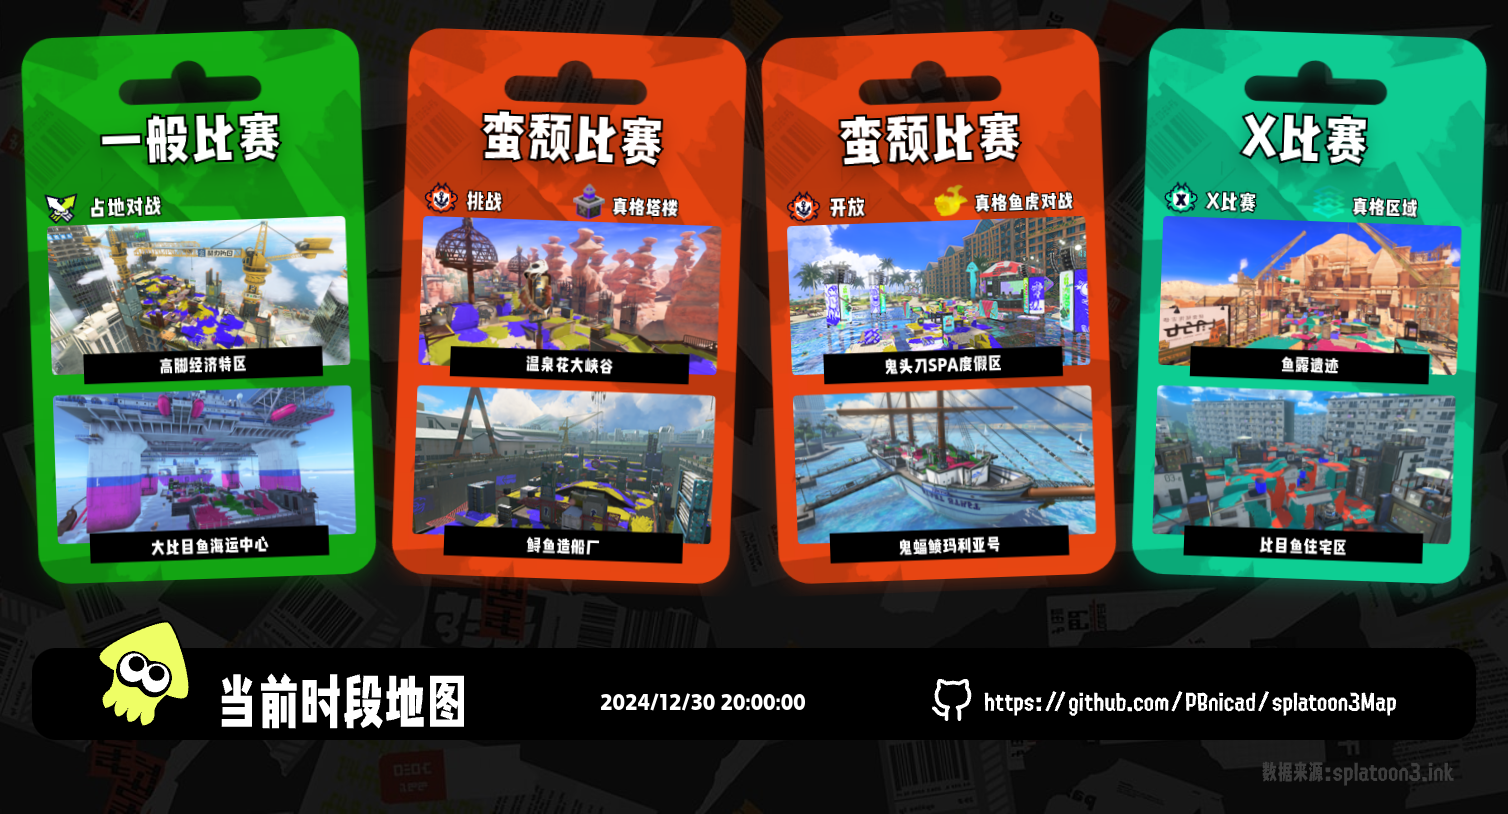 一般比赛
占地对战
高脚经济特区
大比目鱼海运中心
蛮颓比赛
挑战
真格塔楼
温泉花大峡谷
鲟鱼造船厂
蛮颓比赛
开放
真格鱼虎对战
鬼头刀SPA度假区
鬼蝠鲼玛利亚号
X比赛
X比赛
真格区域
鱼露遗迹
比目鱼住宅区
当前时段地图
2024/12/30 20:00:00
https://github.com/PBnicad/splatoon3Map
数据来源:splatoon3.ink